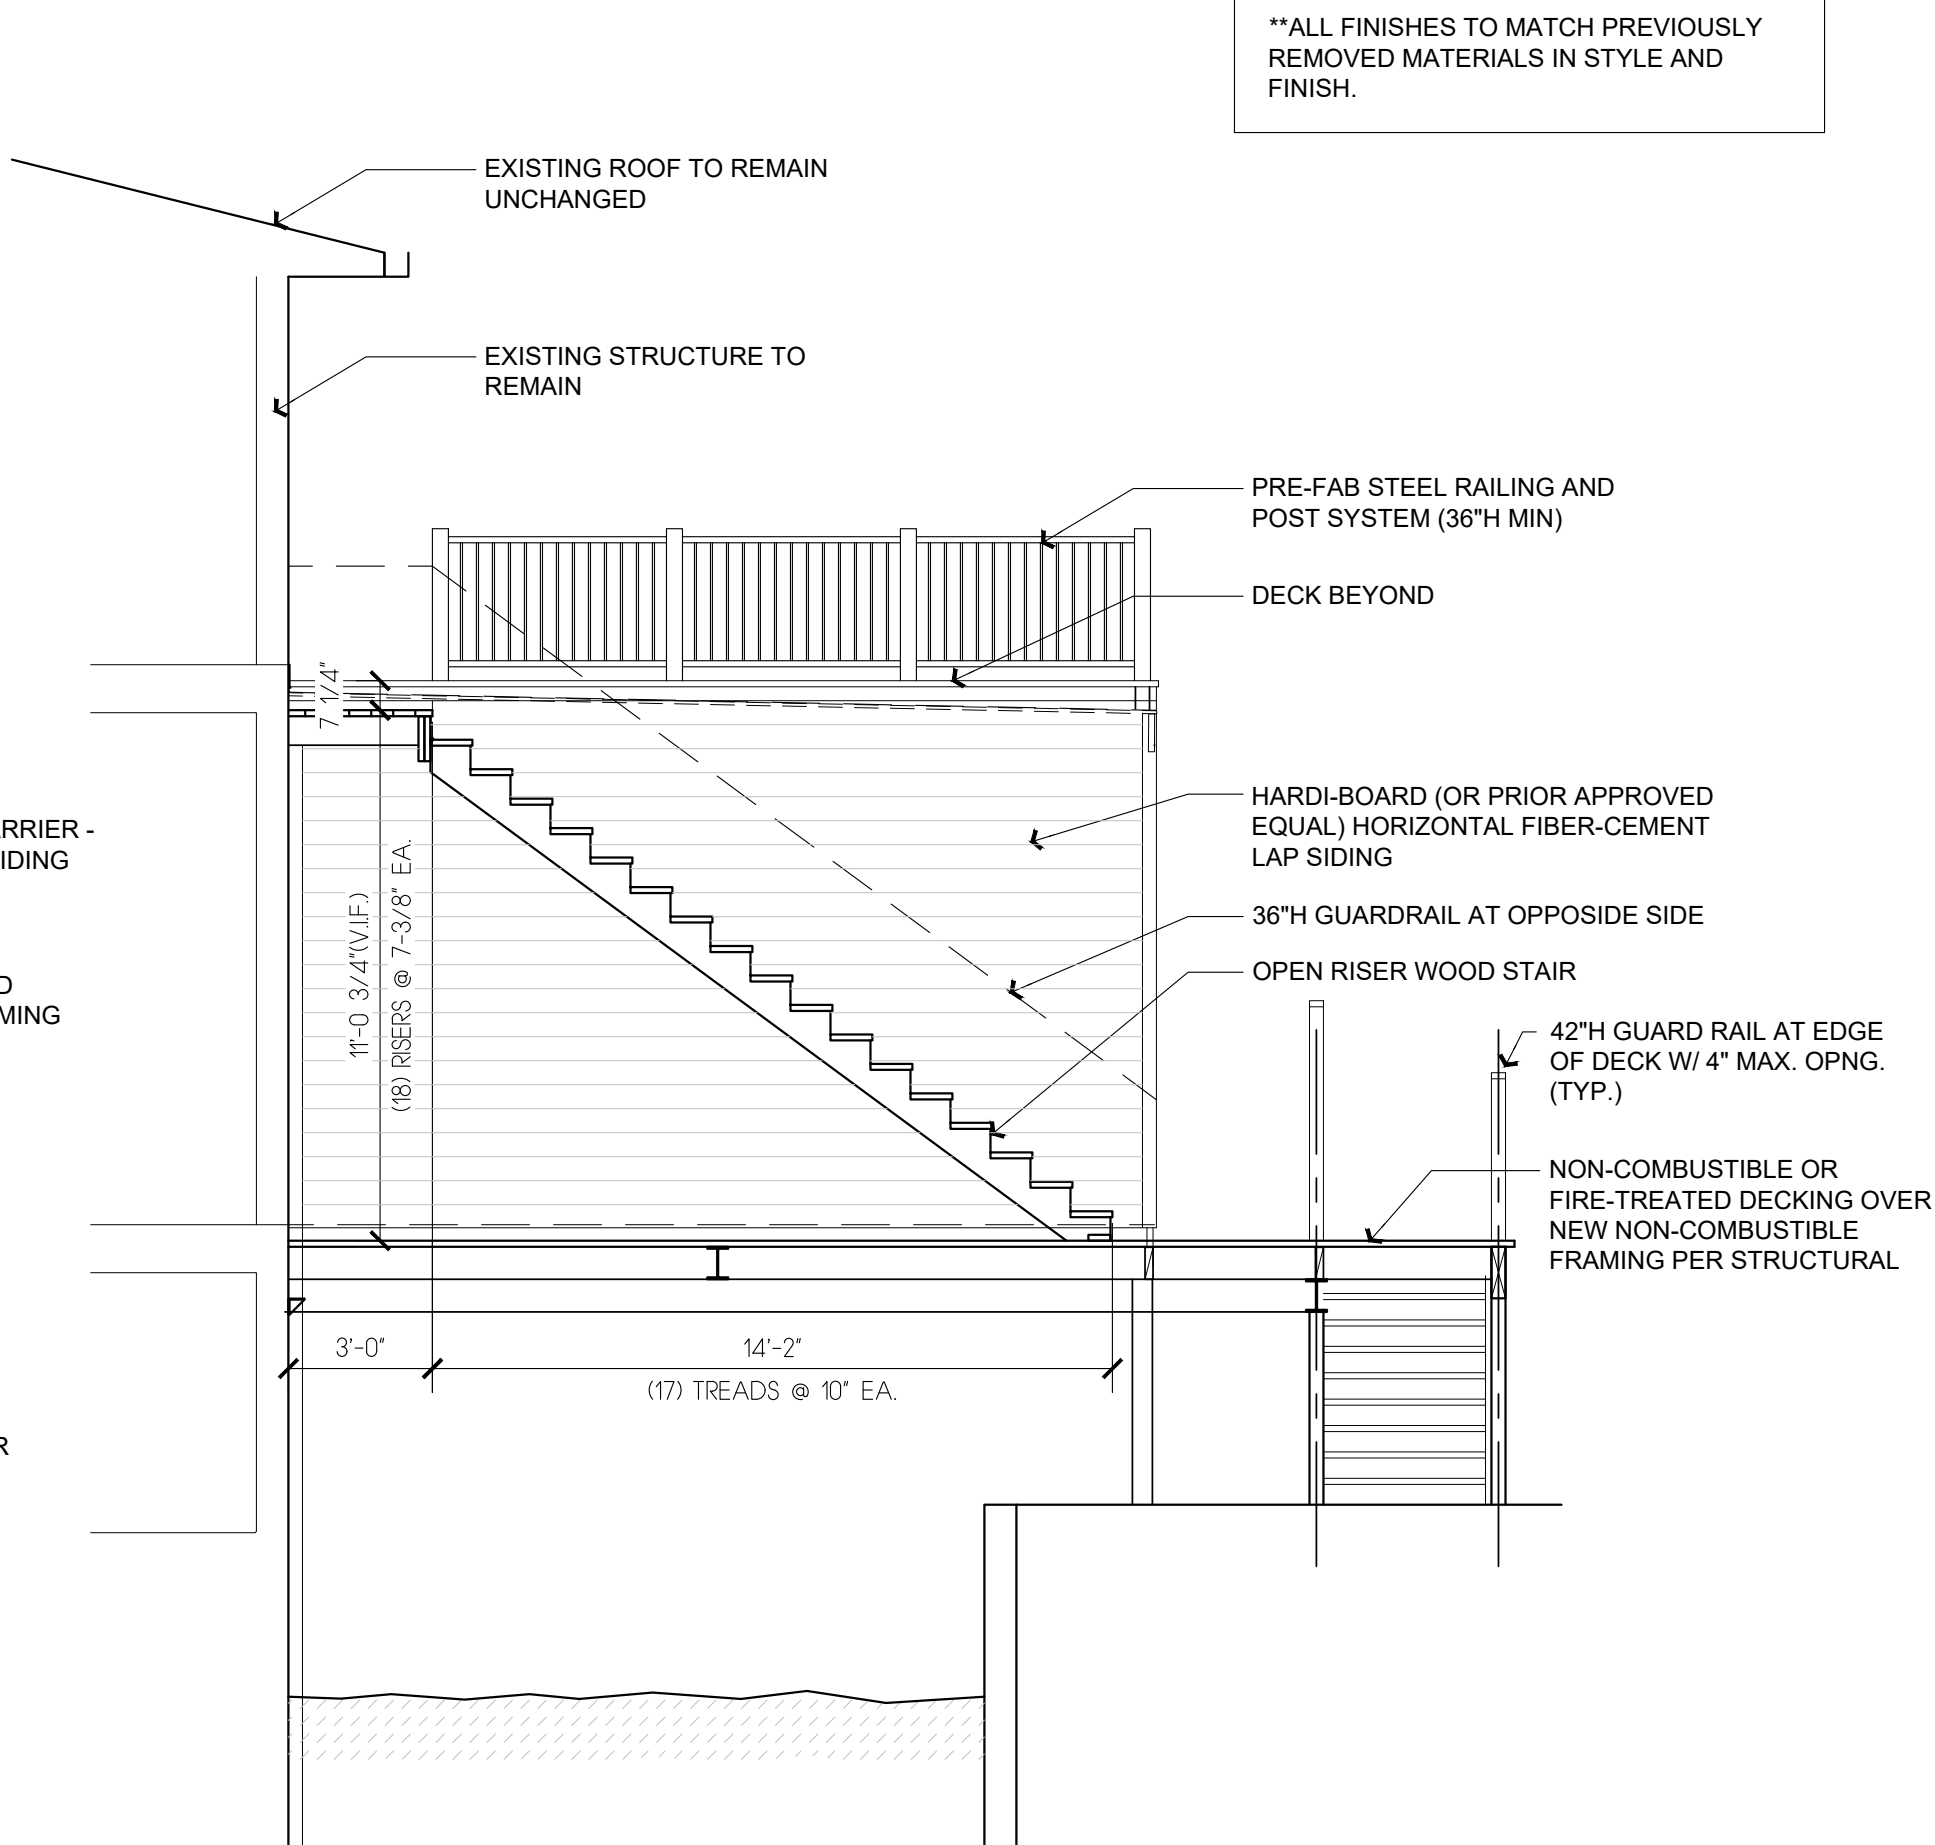 **ALL FINISHES TO MATCH PREVIOUSLY
REMOVED MATERIALS IN STYLE AND
FINISH.
EXISTING ROOF TO REMAIN
UNCHANGED
EXISTING STRUCTURE TO
REMAIN
PRE-FAB STEEL RAILING AND
POST SYSTEM (36"H MIN)
DECK BEYOND
7 1/4"
HARDI-BOARD (OR PRIOR APPROVED
EQUAL) HORIZONTAL FIBER-CEMENT
LAP SIDING
ARRIER -
IDING
11'-0 3/4"(V.I.F.)
(18) RISERS @ 7-3/8" EA.
36"H GUARDRAIL AT OPPOSIDE SIDE
OPEN RISER WOOD STAIR
D
MING
42"H GUARD RAIL AT EDGE
OF DECK W/ 4" MAX. OPNG.
(TYP.)
NON-COMBUSTIBLE OR
FIRE-TREATED DECKING OVER
NEW NON-COMBUSTIBLE
FRAMING PER STRUCTURAL
3'-0"
14'-2"
(17) TREADS @ 10" EA.
R